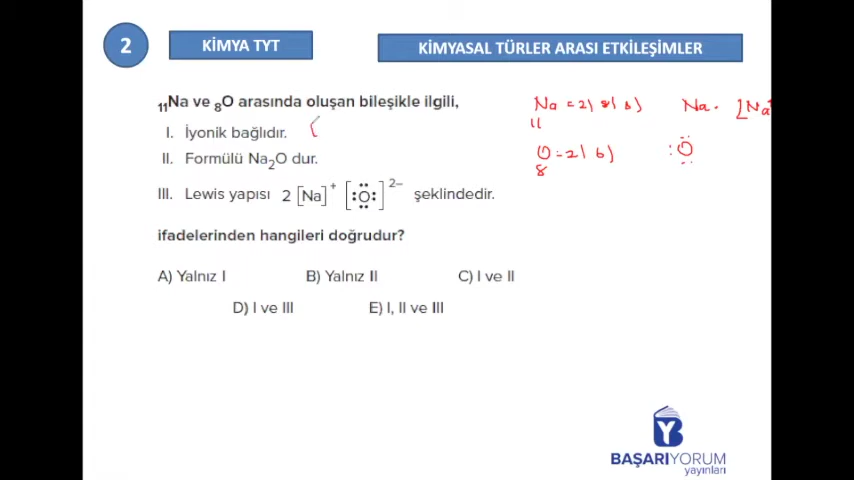 2
KİMYA TYT
KİMYASAL TÜRLER ARASI ETKİLEŞİMLER
₁₁Na ve ₈O arasında oluşan bileşikle ilgili,
I. İyonik bağlıdır.
II. Formülü Na₂O dur.
III. Lewis yapısı 2 [Na]⁺ [:Ö:]²⁻ şeklindedir.
ifadelerinden hangileri doğrudur?
A) Yalnız I B) Yalnız II C) I ve II
D) I ve III E) I, II ve III
Na = 2) 8)
11
Na · [Na⁺
O = 2) 6)
8
:Ö
BAŞARIYORUM
yayınları